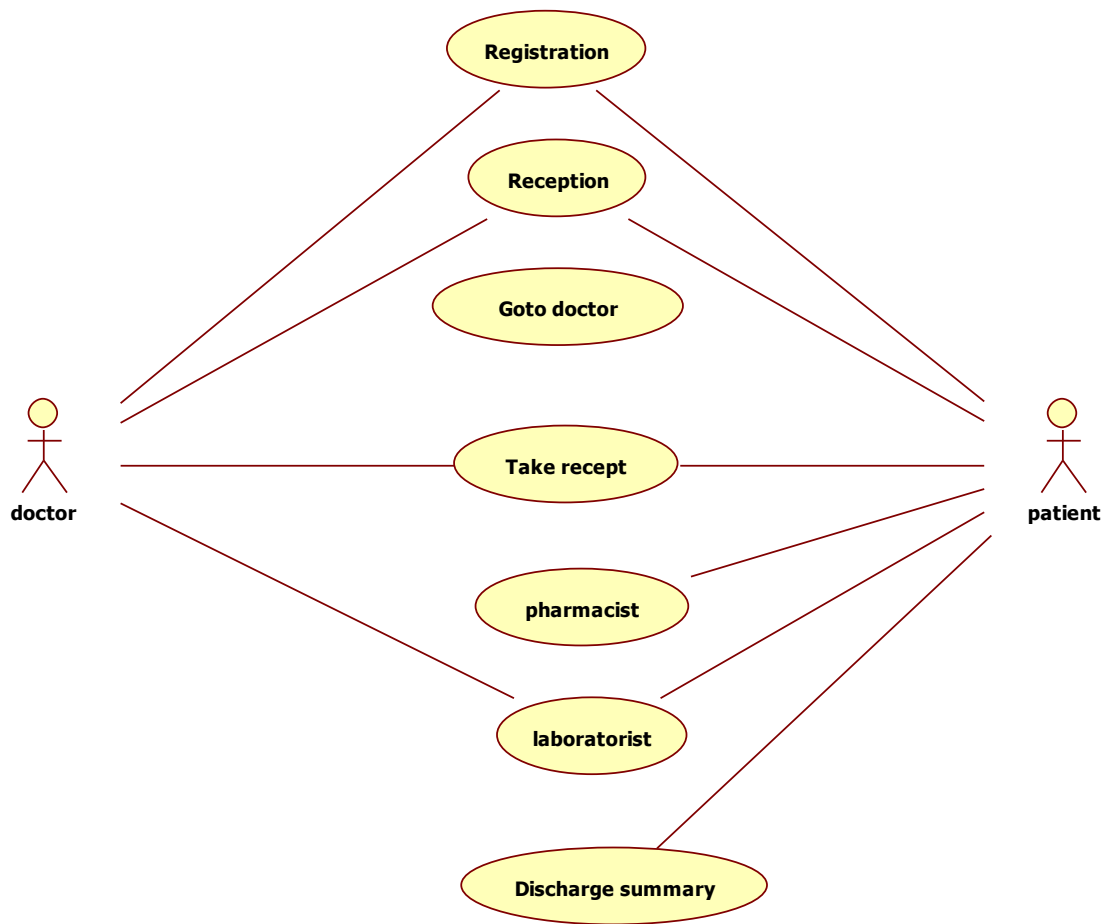 Registration
Reception
Goto doctor
Take recept
doctor
patient
pharmacist
laboratorist
Discharge summary